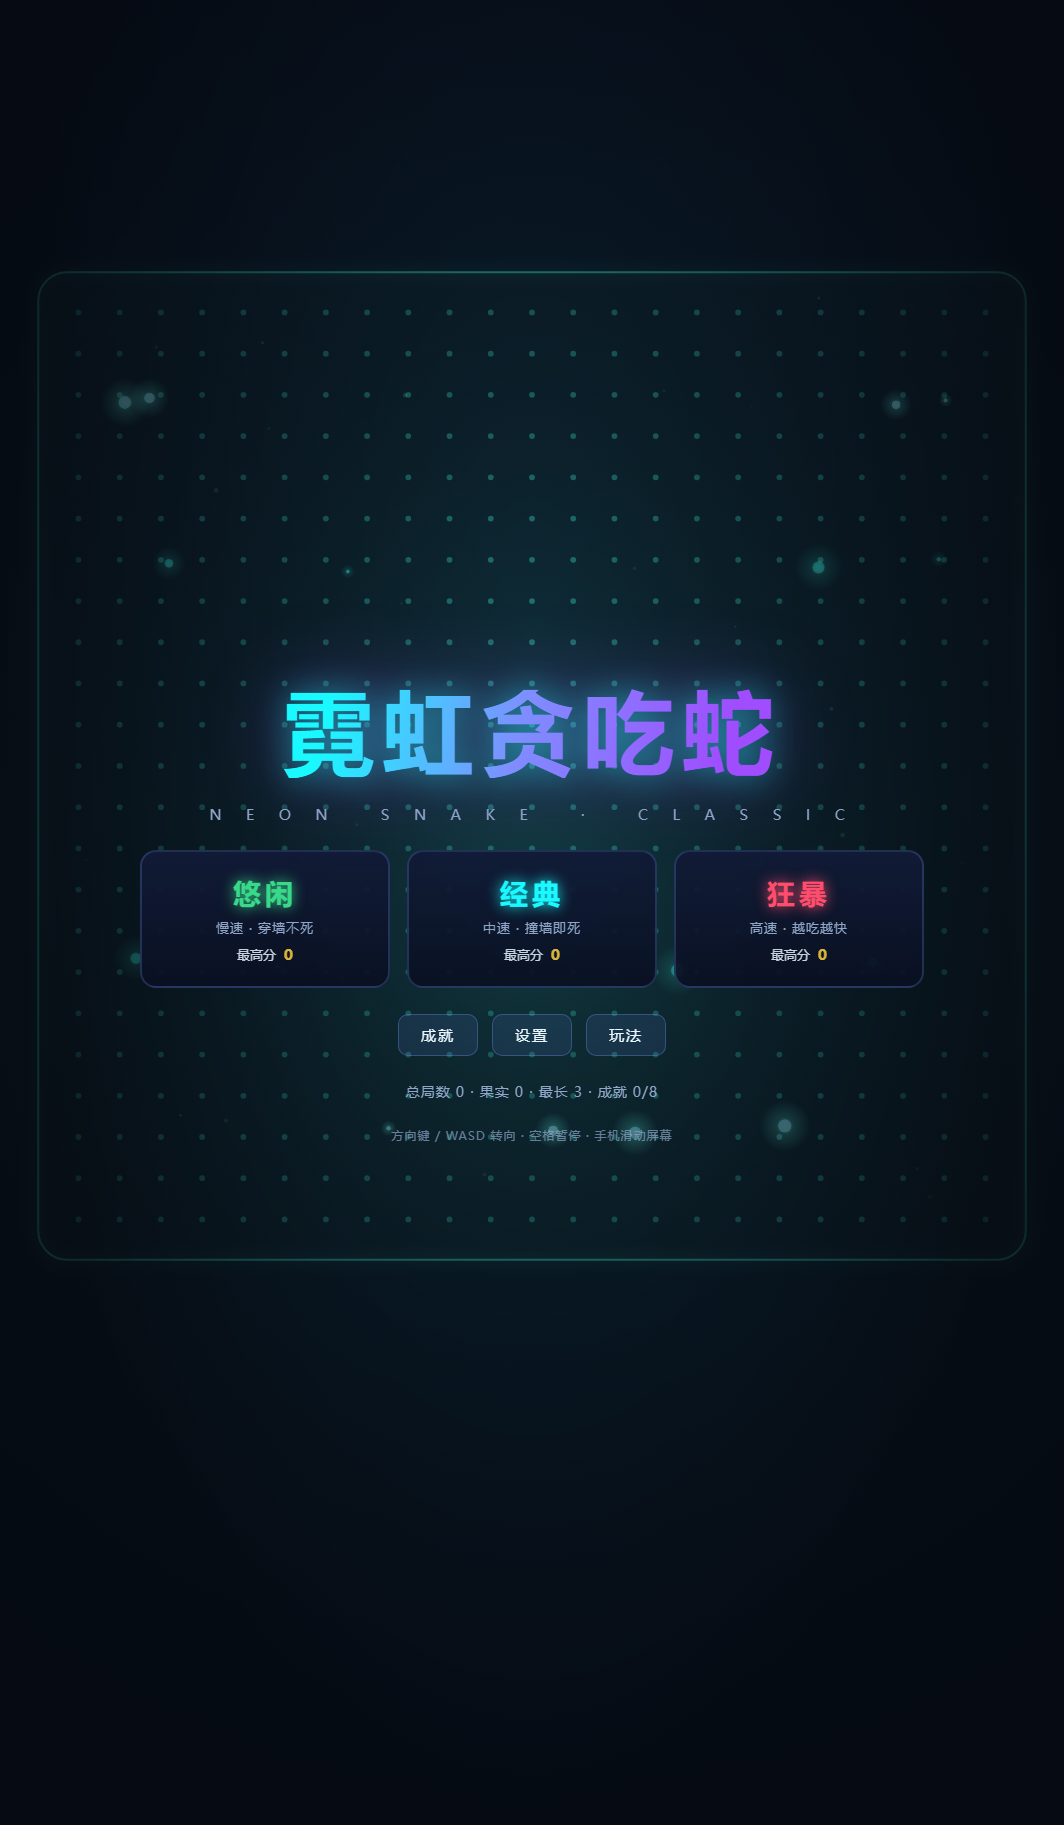 霓虹贪吃蛇
NEON SNAKE · CLASSIC
悠闲
慢速 · 穿墙不死
最高分 0
经典
中速 · 撞墙即死
最高分 0
狂暴
高速 · 越吃越快
最高分 0
成就 设置 玩法
总局数 0 · 果实 0 · 最长 3 · 成就 0/8
方向键 / WASD 转向 · 空格暂停 · 手机滑动屏幕